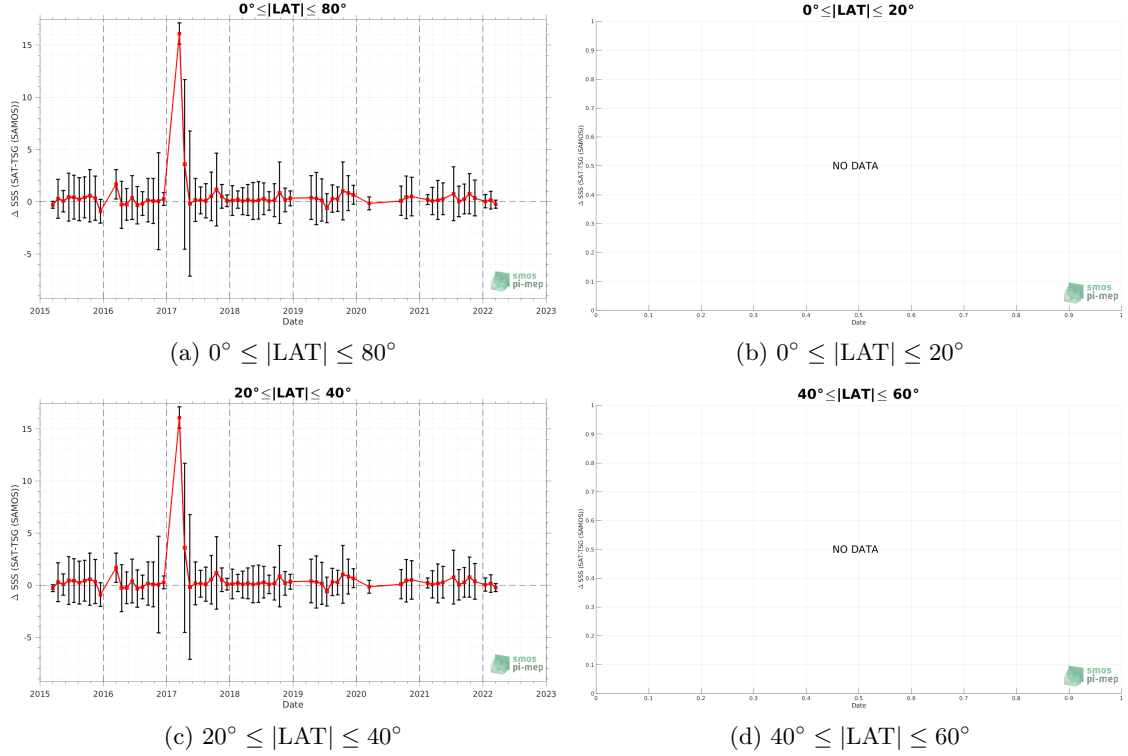 0°≤|LAT|≤ 80°
Δ SSS (SAT-TSG (SAMOS))
15
10
5
0
-5
2015 2016 2017 2018 2019 2020 2021 2022 2023
Date
smos
pi-mep
(a) 0° ≤ |LAT| ≤ 80°
0°≤|LAT|≤ 20°
Δ SSS (SAT-TSG (SAMOS))
1
0.9
0.8
0.7
0.6
0.5
0.4
0.3
0.2
0.1
0
NO DATA
0 0.1 0.2 0.3 0.4 0.5 0.6 0.7 0.8 0.9 1
Date
smos
pi-mep
(b) 0° ≤ |LAT| ≤ 20°
20°≤|LAT|≤ 40°
Δ SSS (SAT-TSG (SAMOS))
15
10
5
0
-5
2015 2016 2017 2018 2019 2020 2021 2022 2023
Date
smos
pi-mep
(c) 20° ≤ |LAT| ≤ 40°
40°≤|LAT|≤ 60°
Δ SSS (SAT-TSG (SAMOS))
1
0.9
0.8
0.7
0.6
0.5
0.4
0.3
0.2
0.1
0
NO DATA
0 0.1 0.2 0.3 0.4 0.5 0.6 0.7 0.8 0.9 1
Date
smos
pi-mep
(d) 40° ≤ |LAT| ≤ 60°